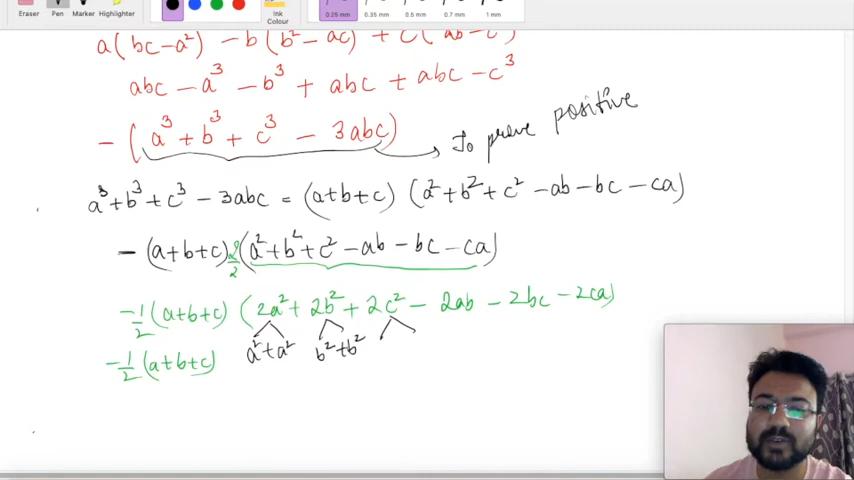 Eraser Pen Marker Highlighter Ink Colour 0.25 mm 0.35 mm 0.5 mm 0.7 mm 1 mm
a(bc-a²) -b(b²-ac) +c(ab-c²)
abc -a³ -b³ + abc + abc -c³
- (a³ + b³ + c³ - 3abc) To prove positive
a³+b³+c³ - 3abc = (a+b+c) (a²+b²+c² -ab -bc -ca)
- (a+b+c) 2/2 (a²+b²+c² -ab -bc -ca)
-1/2 (a+b+c) (2a²+ 2b² + 2c² - 2ab - 2bc - 2ca)
-1/2 (a+b+c) a²+a² b²+b²